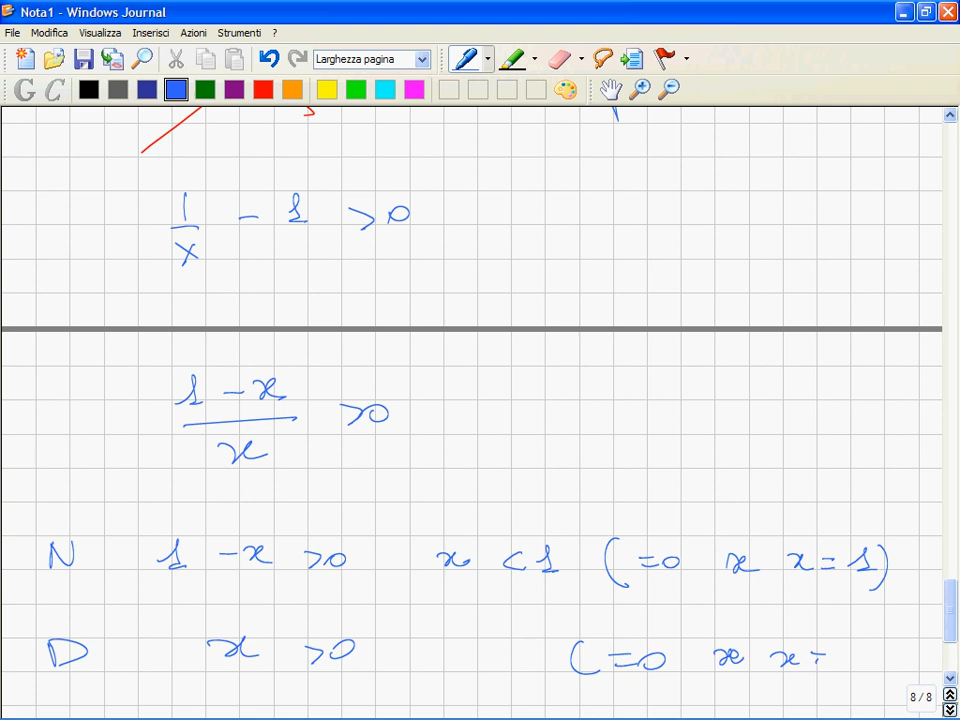 Nota1 - Windows Journal
File Modifica Visualizza Inserisci Azioni Strumenti ?
Larghezza pagina
G C
1/x - 1 > 0
1 - x / x > 0
N 1 - x > 0 x < 1 ( = 0 x x = 1 )
D x > 0 ( = 0 x x =
8 / 8